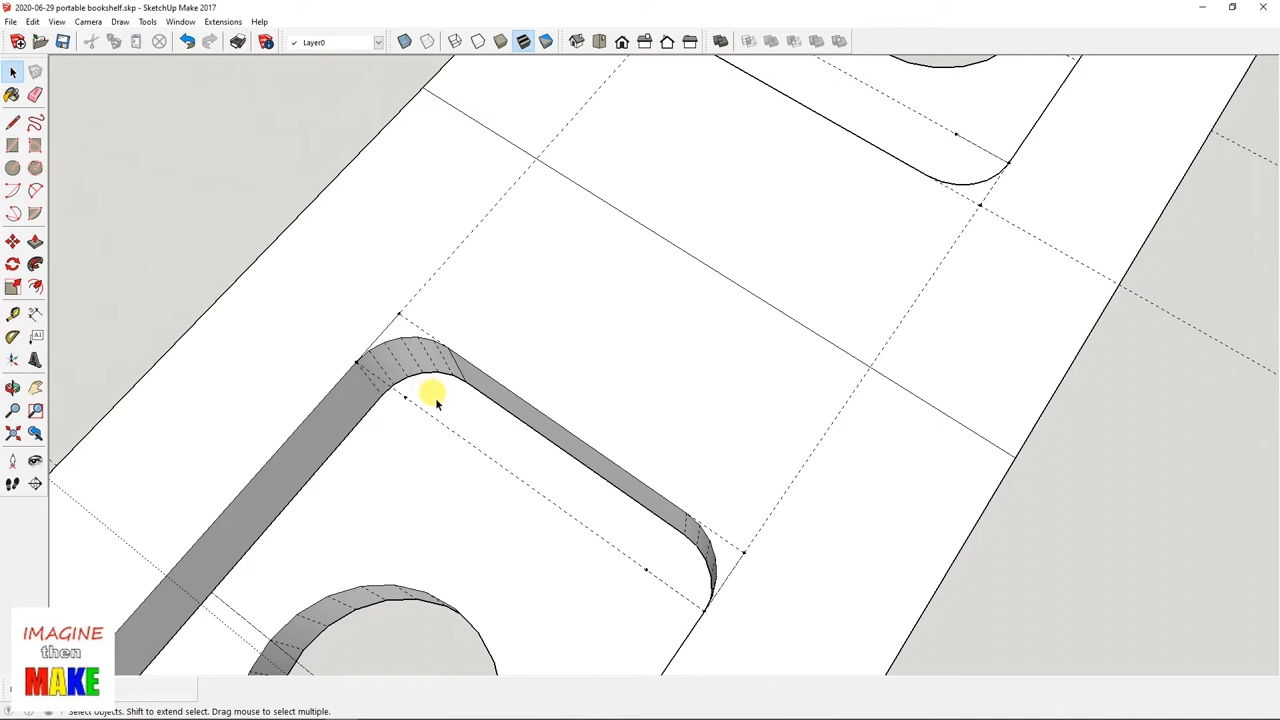 2020-06-29 portable bookshelf.skp - SketchUp Make 2017
File Edit View Camera Draw Tools Window Extensions Help
Layer0
A1
IMAGINE
then
MAKE
Select objects. Shift to extend select. Drag mouse to select multiple.